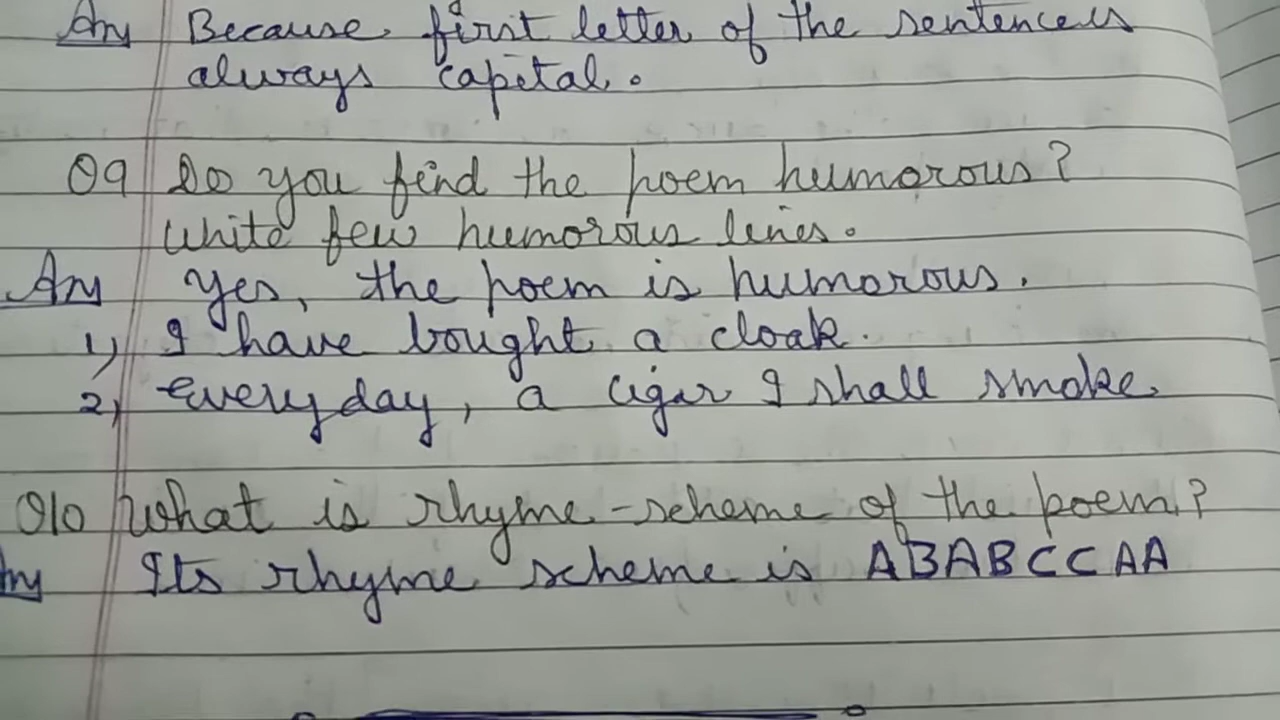 Ans Because first letter of the sentence is
always capital.
Q9 Do you find the poem humorous?
Write few humorous lines.
Ans Yes, the poem is humorous.
1) I have bought a cloak.
2) Everyday, a cigar I shall smoke.
Q10 What is rhyme-scheme of the poem?
Ans Its rhyme scheme is ABABCCAA